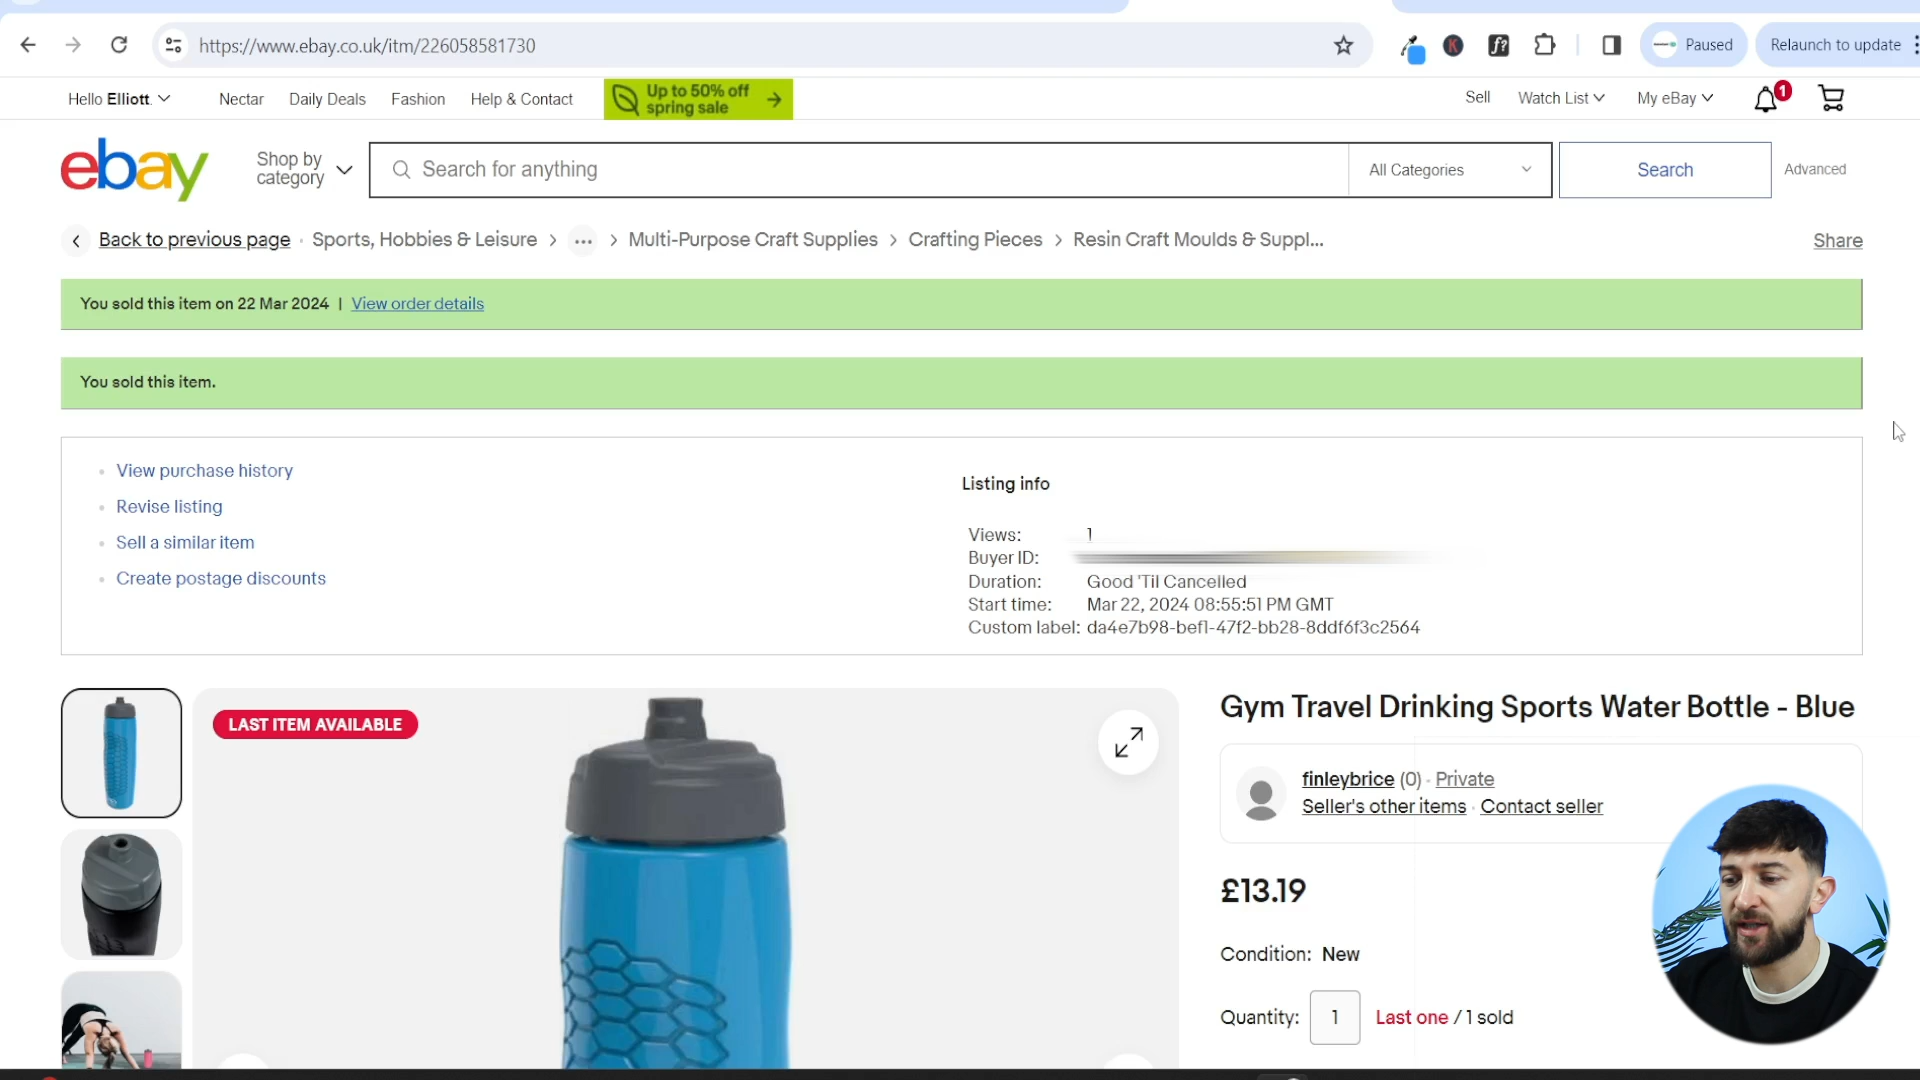 https://www.ebay.co.uk/itm/226058581730
Paused
Relaunch to update
Hello Elliott.
Nectar
Daily Deals
Fashion
Help & Contact
Up to 50% off
spring sale
Sell
Watch List
My eBay
1
ebay
Shop by
category
Search for anything
All Categories
Search
Advanced
Back to previous page
Sports, Hobbies & Leisure
...
Multi-Purpose Craft Supplies
Crafting Pieces
Resin Craft Moulds & Suppl...
Share
You sold this item on 22 Mar 2024 | View order details
You sold this item.
View purchase history
Revise listing
Sell a similar item
Create postage discounts
Listing info
Views: 1
Buyer ID:
Duration: Good 'Til Cancelled
Start time: Mar 22, 2024 08:55:51 PM GMT
Custom label: da4e7b98-bef1-47f2-bb28-8ddf6f3c2564
LAST ITEM AVAILABLE
Gym Travel Drinking Sports Water Bottle - Blue
finleybrice (0) · Private
Seller's other items · Contact seller
£13.19
Condition: New
Quantity: 1 Last one / 1 sold